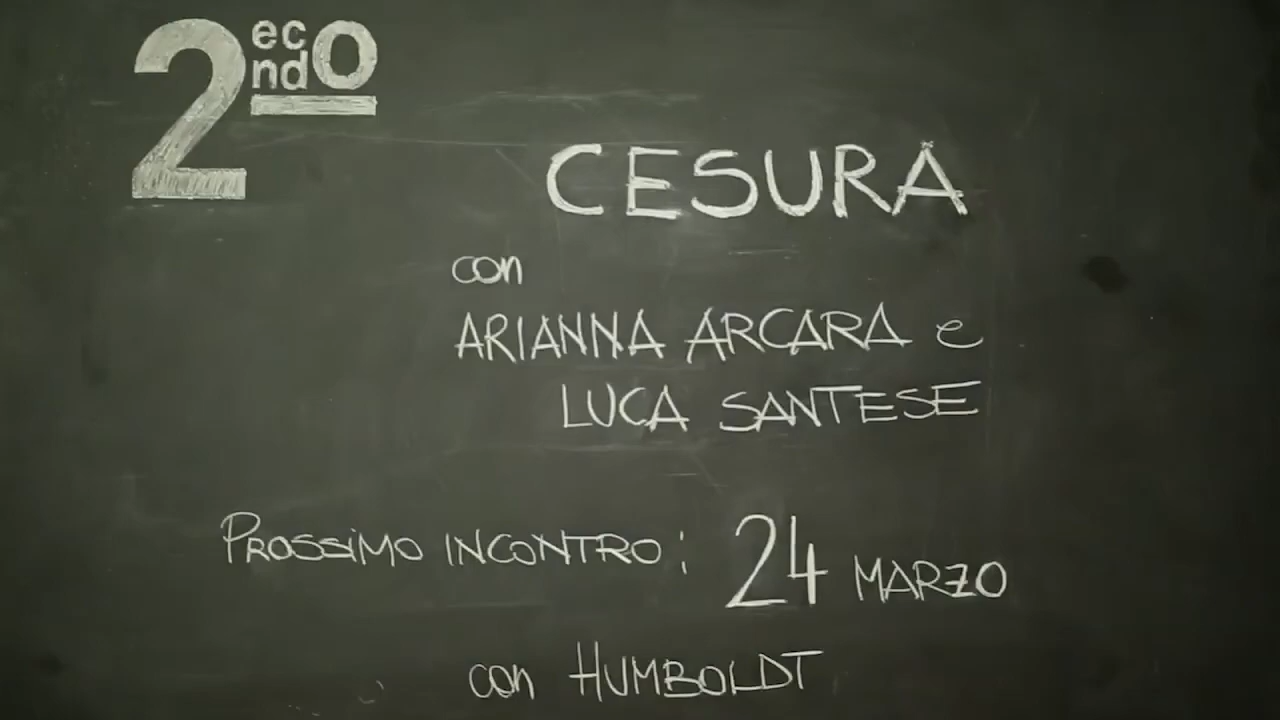 2econdo
CESURA
con
ARIANNA ARCARA e
LUCA SANTESE
PROSSIMO INCONTRO: 24 MARZO
con HUMBOLDT